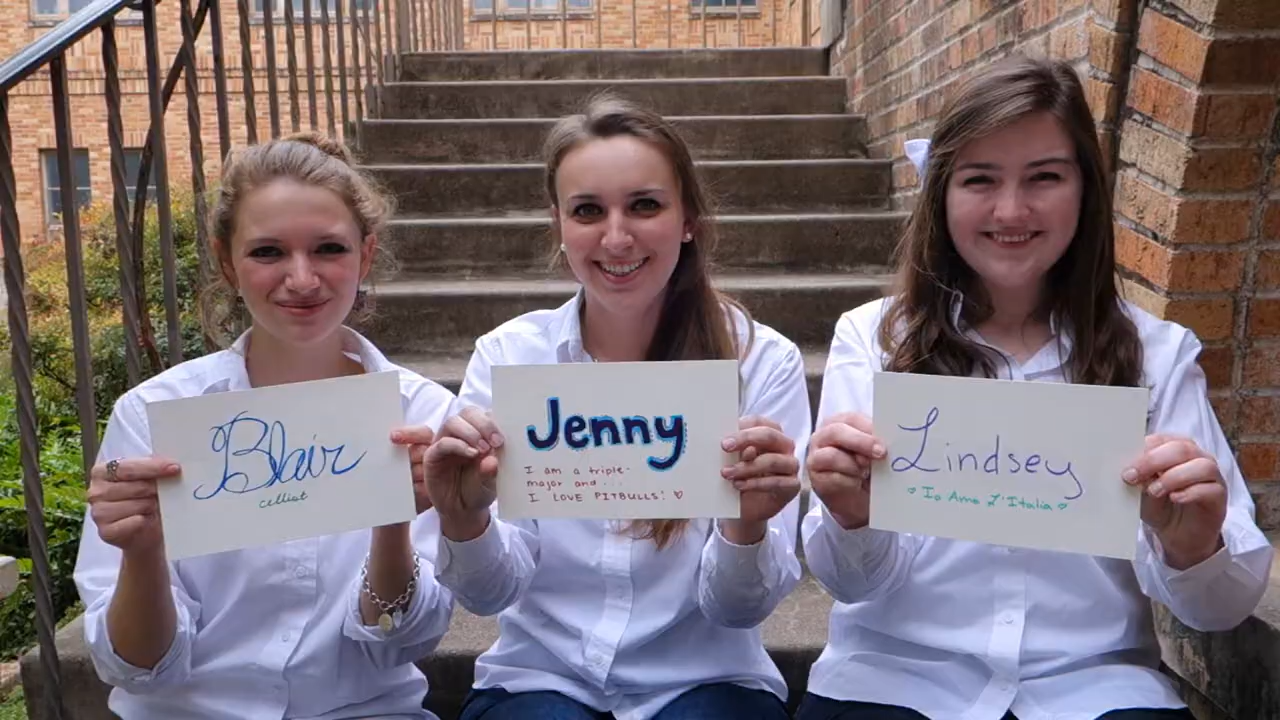 Blair
cellist
Jenny
I am a triple-
major and...
I LOVE PITBULLS! ♡
Lindsey
♡ Io Amo L'Italia ♡